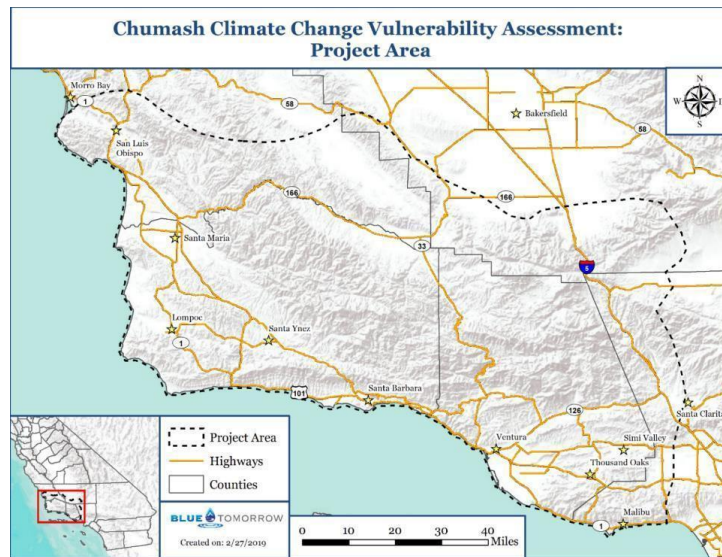 Chumash Climate Change Vulnerability Assessment:
Project Area
Morro Bay
1
58
San Luis
Obispo
Bakersfield
58
N
W
S
166
166
Santa Maria
33
5
Lompoc
Santa Ynez
1
101
Santa Barbara
126
Santa Clarit
Ventura
Simi Valley
Thousand Oaks
Malibu
1
Project Area
Highways
Counties
BLUE TOMORROW
Created on: 2/27/2019
0 10 20 30 40
Miles